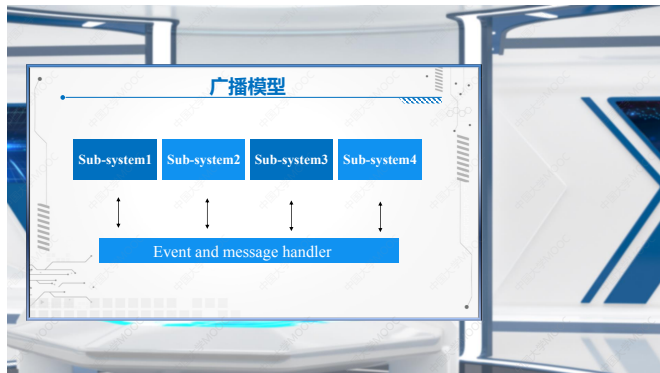 广播模型
Sub-system1 Sub-system2 Sub-system3 Sub-system4
Event and message handler